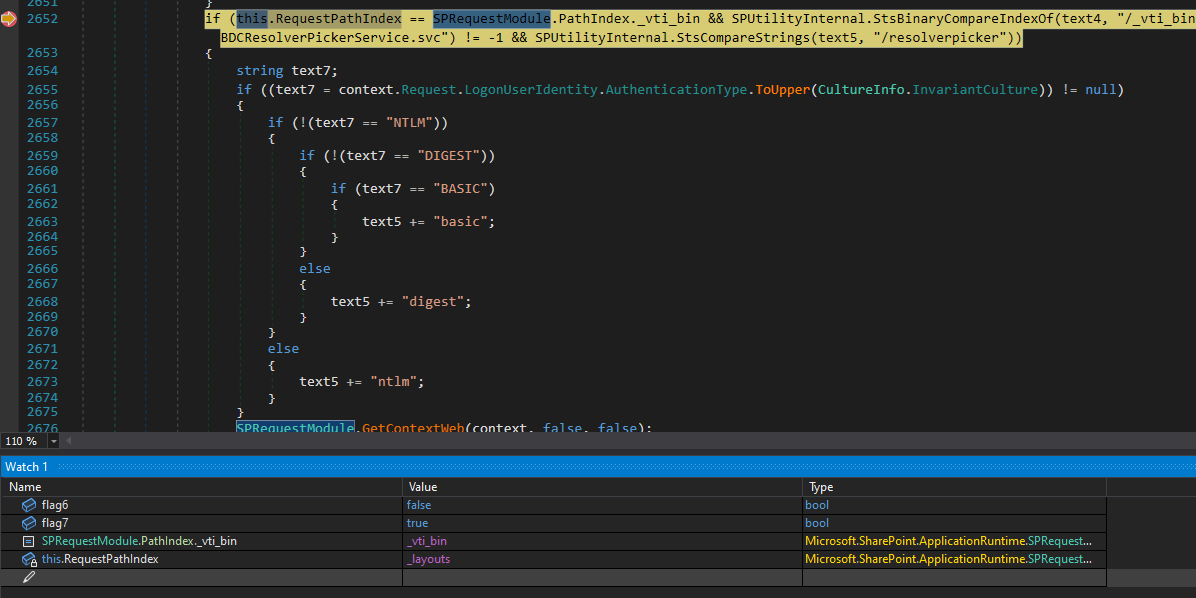 2651 }
2652 if (this.RequestPathIndex == SPRequestModule.PathIndex._vti_bin && SPUtilityInternal.StsBinaryCompareIndexOf(text4, "/_vti_bin
BDCResolverPickerService.svc") != -1 && SPUtilityInternal.StsCompareStrings(text5, "/resolverpicker"))
2653 {
2654 string text7;
2655 if ((text7 = context.Request.LogonUserIdentity.AuthenticationType.ToUpper(CultureInfo.InvariantCulture)) != null)
2656 {
2657 if (!(text7 == "NTLM"))
2658 {
2659 if (!(text7 == "DIGEST"))
2660 {
2661 if (text7 == "BASIC")
2662 {
2663 text5 += "basic";
2664 }
2665 }
2666 else
2667 {
2668 text5 += "digest";
2669 }
2670 }
2671 else
2672 {
2673 text5 += "ntlm";
2674 }
2675 }
2676 SPRequestModule.GetContextWeb(context, false, false);
110 %
Watch 1
Name Value Type
flag6 false bool
flag7 true bool
SPRequestModule.PathIndex._vti_bin _vti_bin Microsoft.SharePoint.ApplicationRuntime.SPRequest...
this.RequestPathIndex _layouts Microsoft.SharePoint.ApplicationRuntime.SPRequest...